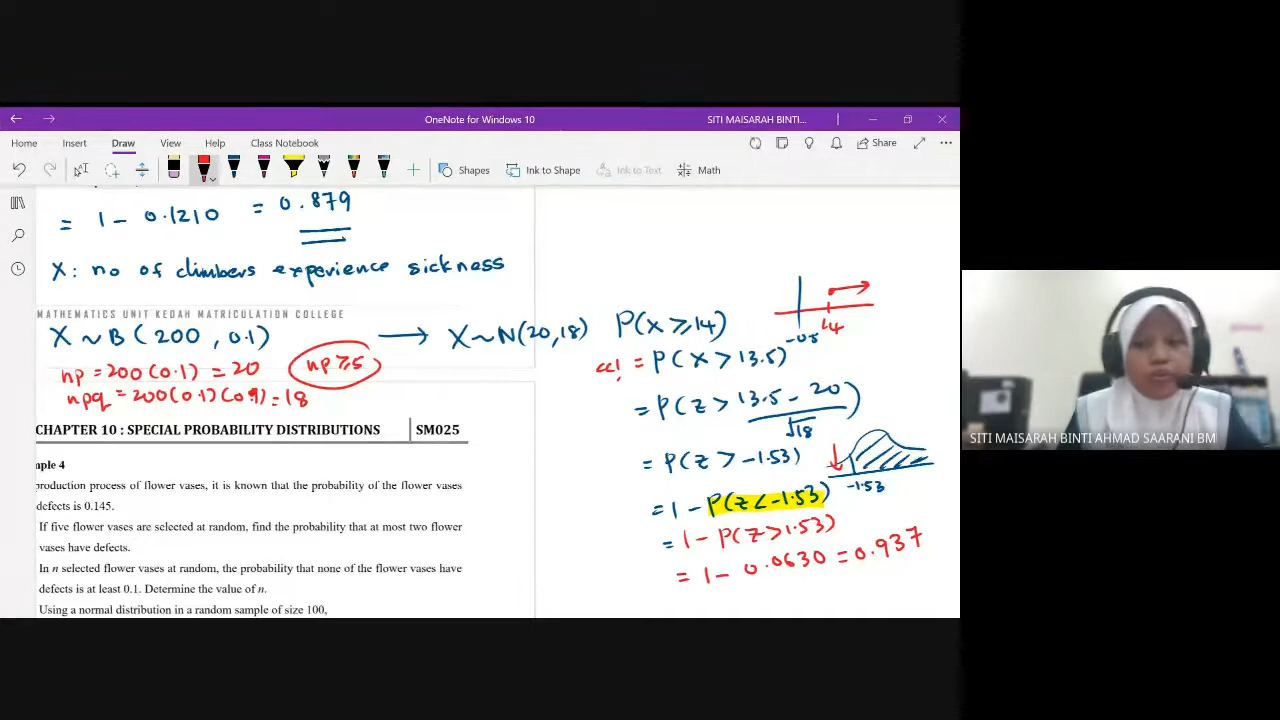 OneNote for Windows 10
SITI MAISARAH BINTI...
Home Insert Draw View Class Notebook
Share
Shapes Ink to Shape Ink to Text Math
= 1 - 0.1210 = 0.879
X: no of climbers experience sickness
MATHEMATICS UNIT KEDAH MATRICULATION COLLEGE
X ~ B (200, 0.1) → X ~ N(20, 18)
np = 200(0.1) = 20
np ≥ 5
npq = 200(0.1)(0.9) = 18
CHAPTER 10 : SPECIAL PROBABILITY DISTRIBUTIONS SM025
mple 4
production process of flower vases, it is known that the probability of the flower vases
defects is 0.145.
If five flower vases are selected at random, find the probability that at most two flower
vases have defects.
In n selected flower vases at random, the probability that none of the flower vases have
defects is at least 0.1. Determine the value of n.
Using a normal distribution in a random sample of size 100,
P(X ≥ 14)
14
-0.5
cc! = P(X > 13.5)
= P(Z > 13.5 - 20 / √18)
= P(Z > -1.53)
-1.53
= 1 - P(Z < -1.53)
= 1 - P(Z > 1.53)
= 1 - 0.0630 = 0.937
SITI MAISARAH BINTI AHMAD SAARANI BM